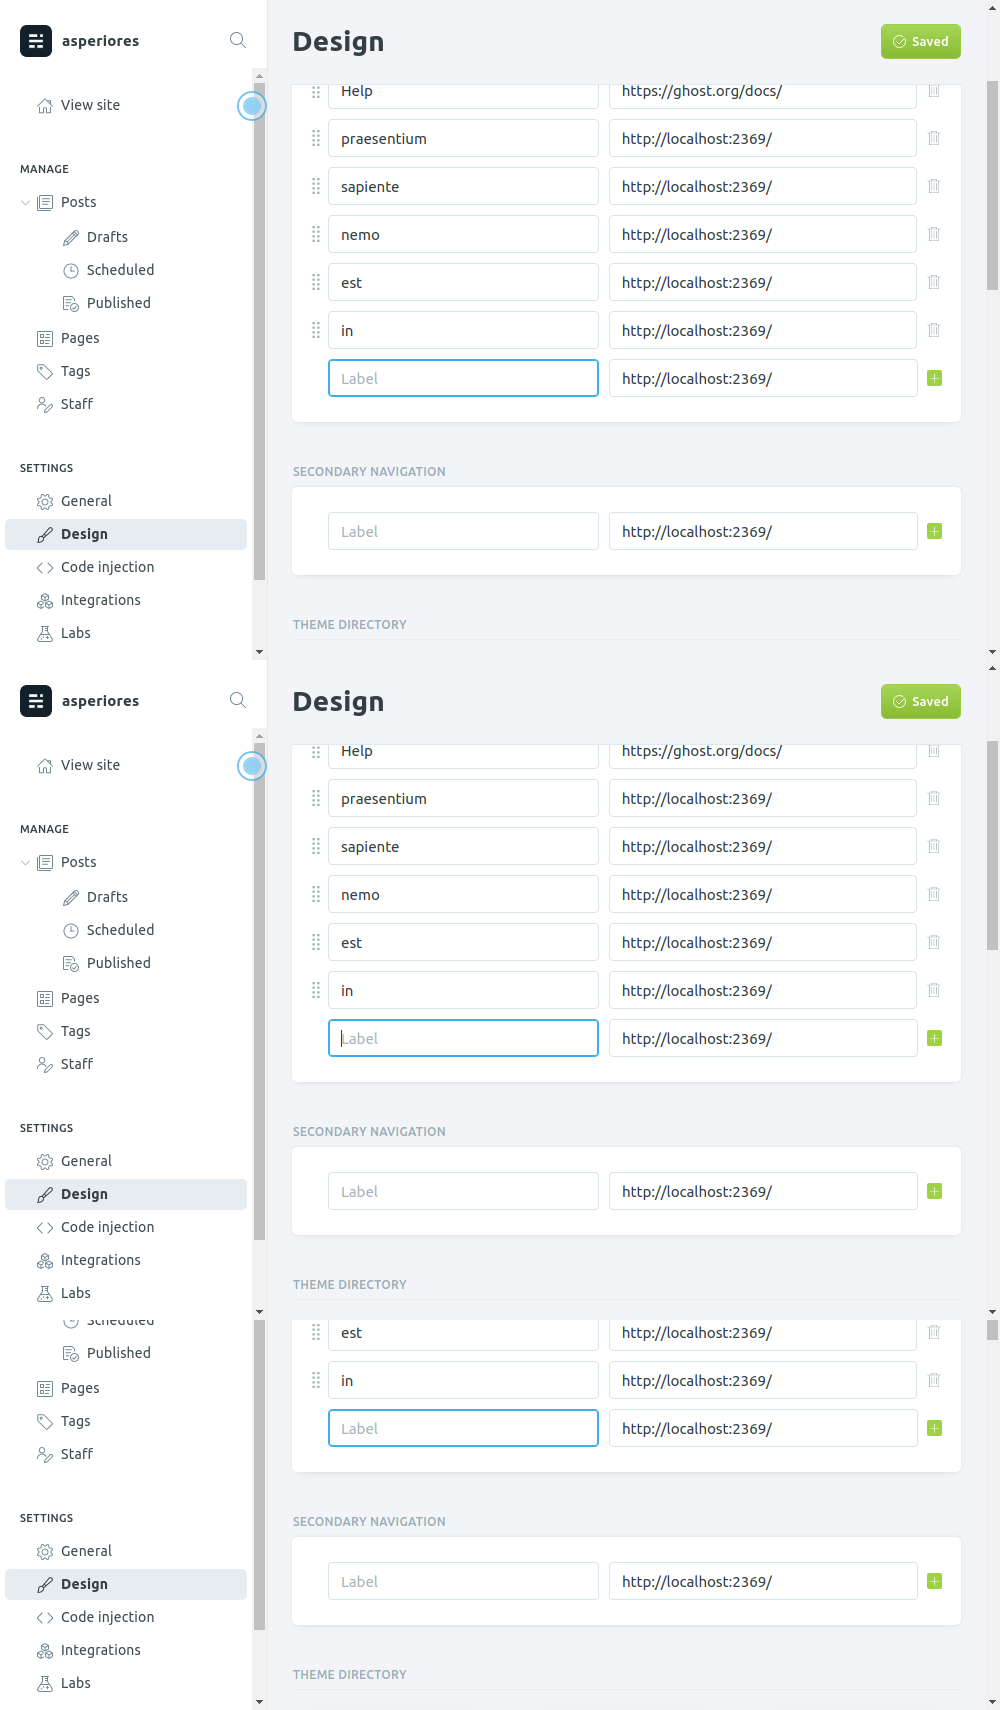 asperiores
Design
Saved
View site
Help
https://ghost.org/docs/
praesentium
http://localhost:2369/
MANAGE
sapiente
http://localhost:2369/
Posts
Drafts
nemo
http://localhost:2369/
Scheduled
est
http://localhost:2369/
Published
Pages
in
http://localhost:2369/
Tags
Label
http://localhost:2369/
Staff
SETTINGS
SECONDARY NAVIGATION
General
Design
Label
http://localhost:2369/
Code injection
Integrations
Labs
THEME DIRECTORY
asperiores
Design
Saved
View site
Help
https://ghost.org/docs/
praesentium
http://localhost:2369/
MANAGE
sapiente
http://localhost:2369/
Posts
Drafts
nemo
http://localhost:2369/
Scheduled
est
http://localhost:2369/
Published
Pages
in
http://localhost:2369/
Tags
Label
http://localhost:2369/
Staff
SETTINGS
SECONDARY NAVIGATION
General
Design
Label
http://localhost:2369/
Code injection
Integrations
Labs
THEME DIRECTORY
Scheduled
est
http://localhost:2369/
Published
Pages
in
http://localhost:2369/
Tags
Label
http://localhost:2369/
Staff
SETTINGS
SECONDARY NAVIGATION
General
Design
Label
http://localhost:2369/
Code injection
Integrations
Labs
THEME DIRECTORY